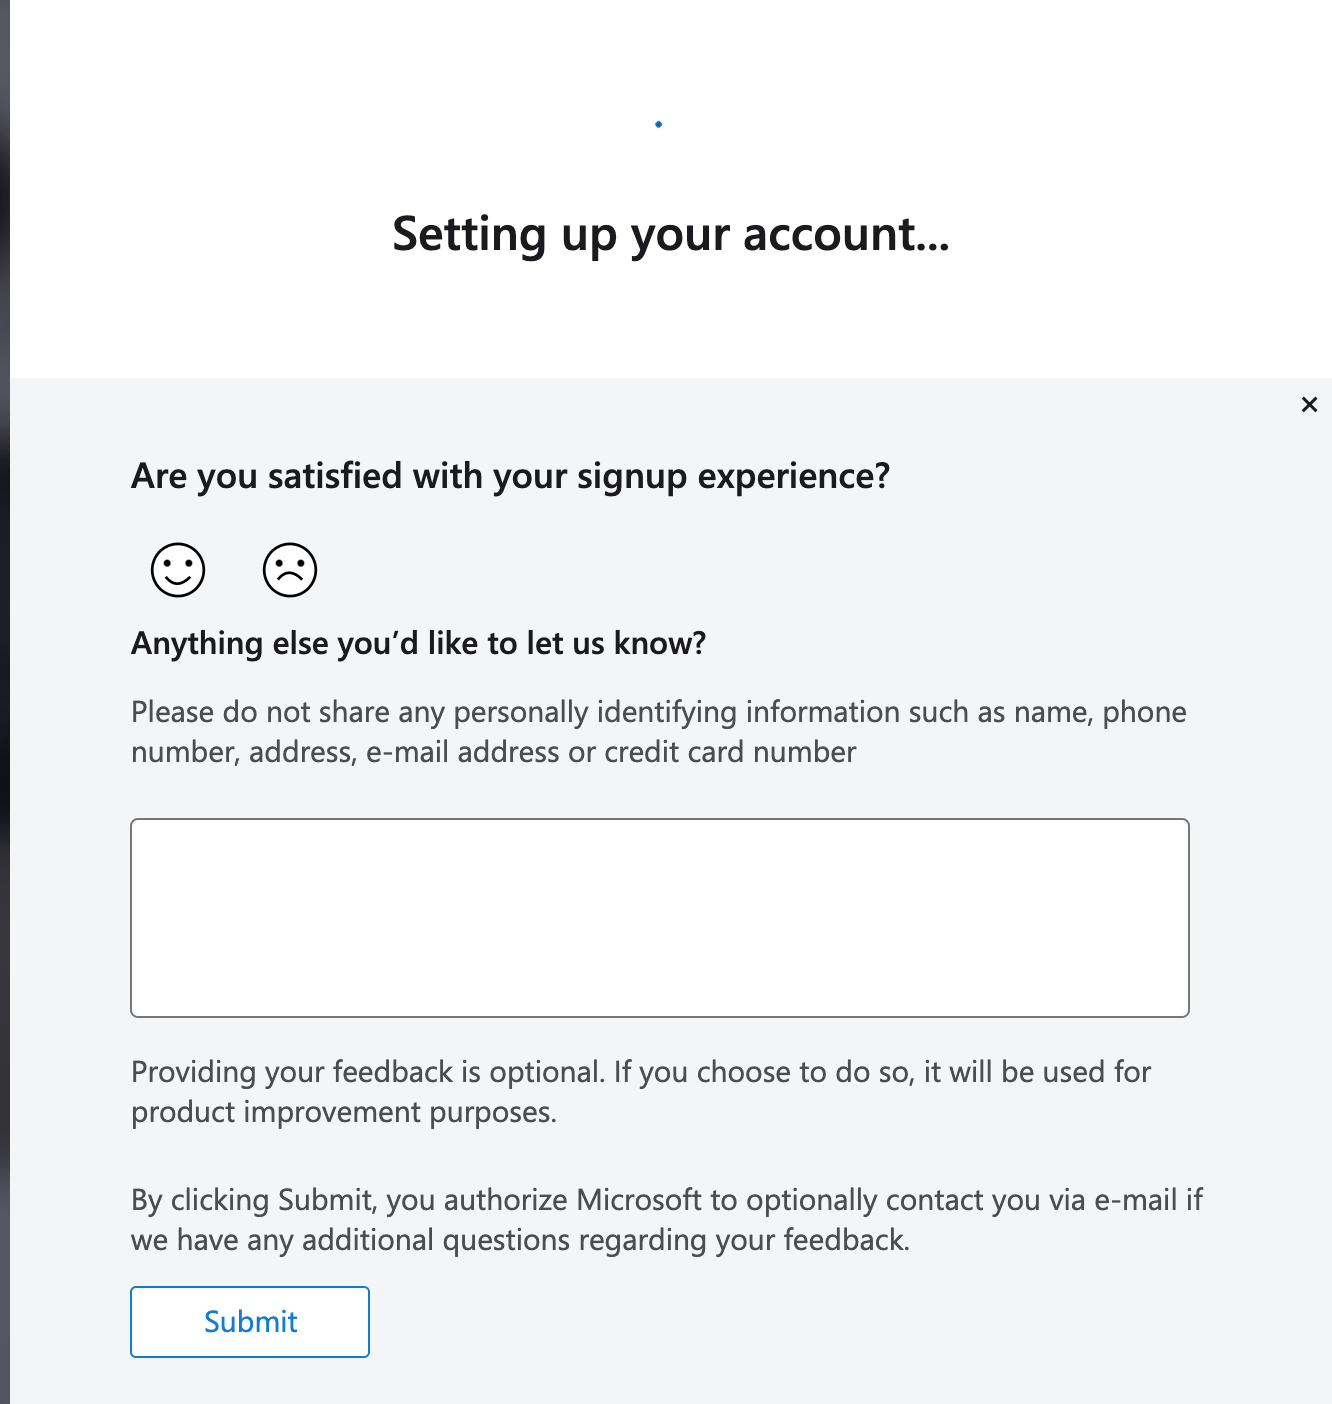 Setting up your account...
Are you satisfied with your signup experience?
Anything else you’d like to let us know?
Please do not share any personally identifying information such as name, phone
number, address, e-mail address or credit card number
Providing your feedback is optional. If you choose to do so, it will be used for
product improvement purposes.
By clicking Submit, you authorize Microsoft to optionally contact you via e-mail if
we have any additional questions regarding your feedback.
Submit